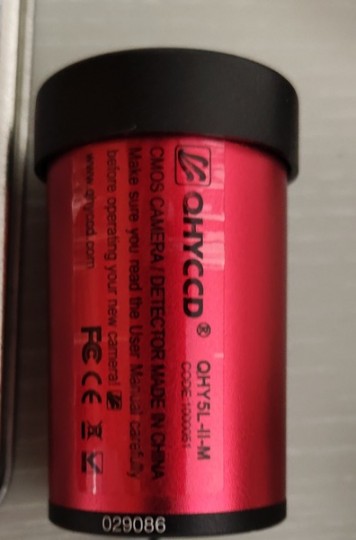 QHYCCD® QHY5L-II-M
CODE:1000051
CMOS CAMERA / DETECTOR MADE IN CHINA
Make sure you read the User Manual carefully
before operating your new camera!
www.qhyccd.com
FC CE
029086